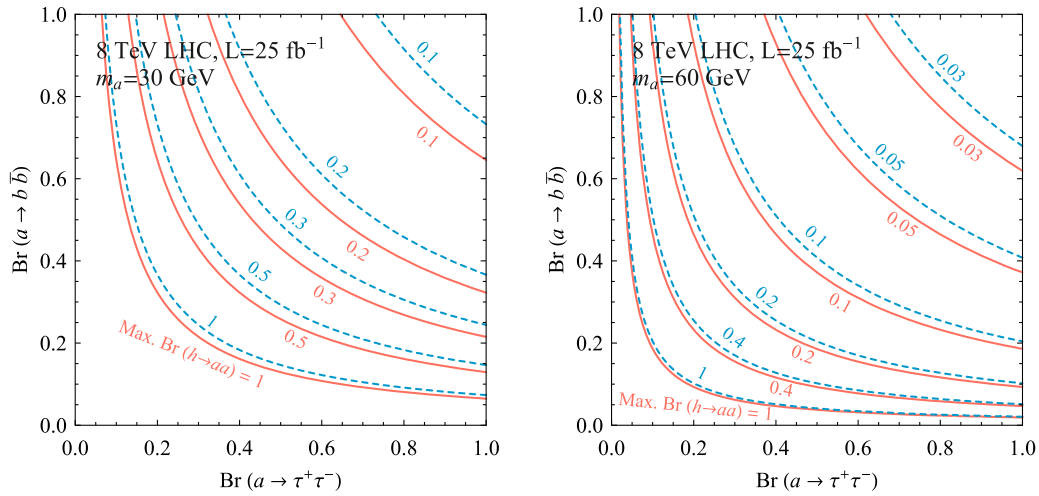 8 TeV LHC, L=25 fb⁻¹
mₐ=30 GeV
0.1
0.1
0.2
0.2
0.3
0.3
0.5
0.5
1
Max. Br (h→aa) = 1
1.0
0.8
0.6
0.4
0.2
0.0
0.0 0.2 0.4 0.6 0.8 1.0
Br (a → b b̅)
Br (a → τ⁺τ⁻)
8 TeV LHC, L=25 fb⁻¹
mₐ=60 GeV
0.03
0.03
0.05
0.05
0.1
0.1
0.2
0.2
0.4
0.4
1
Max. Br (h→aa) = 1
1.0
0.8
0.6
0.4
0.2
0.0
0.0 0.2 0.4 0.6 0.8 1.0
Br (a → b b̅)
Br (a → τ⁺τ⁻)